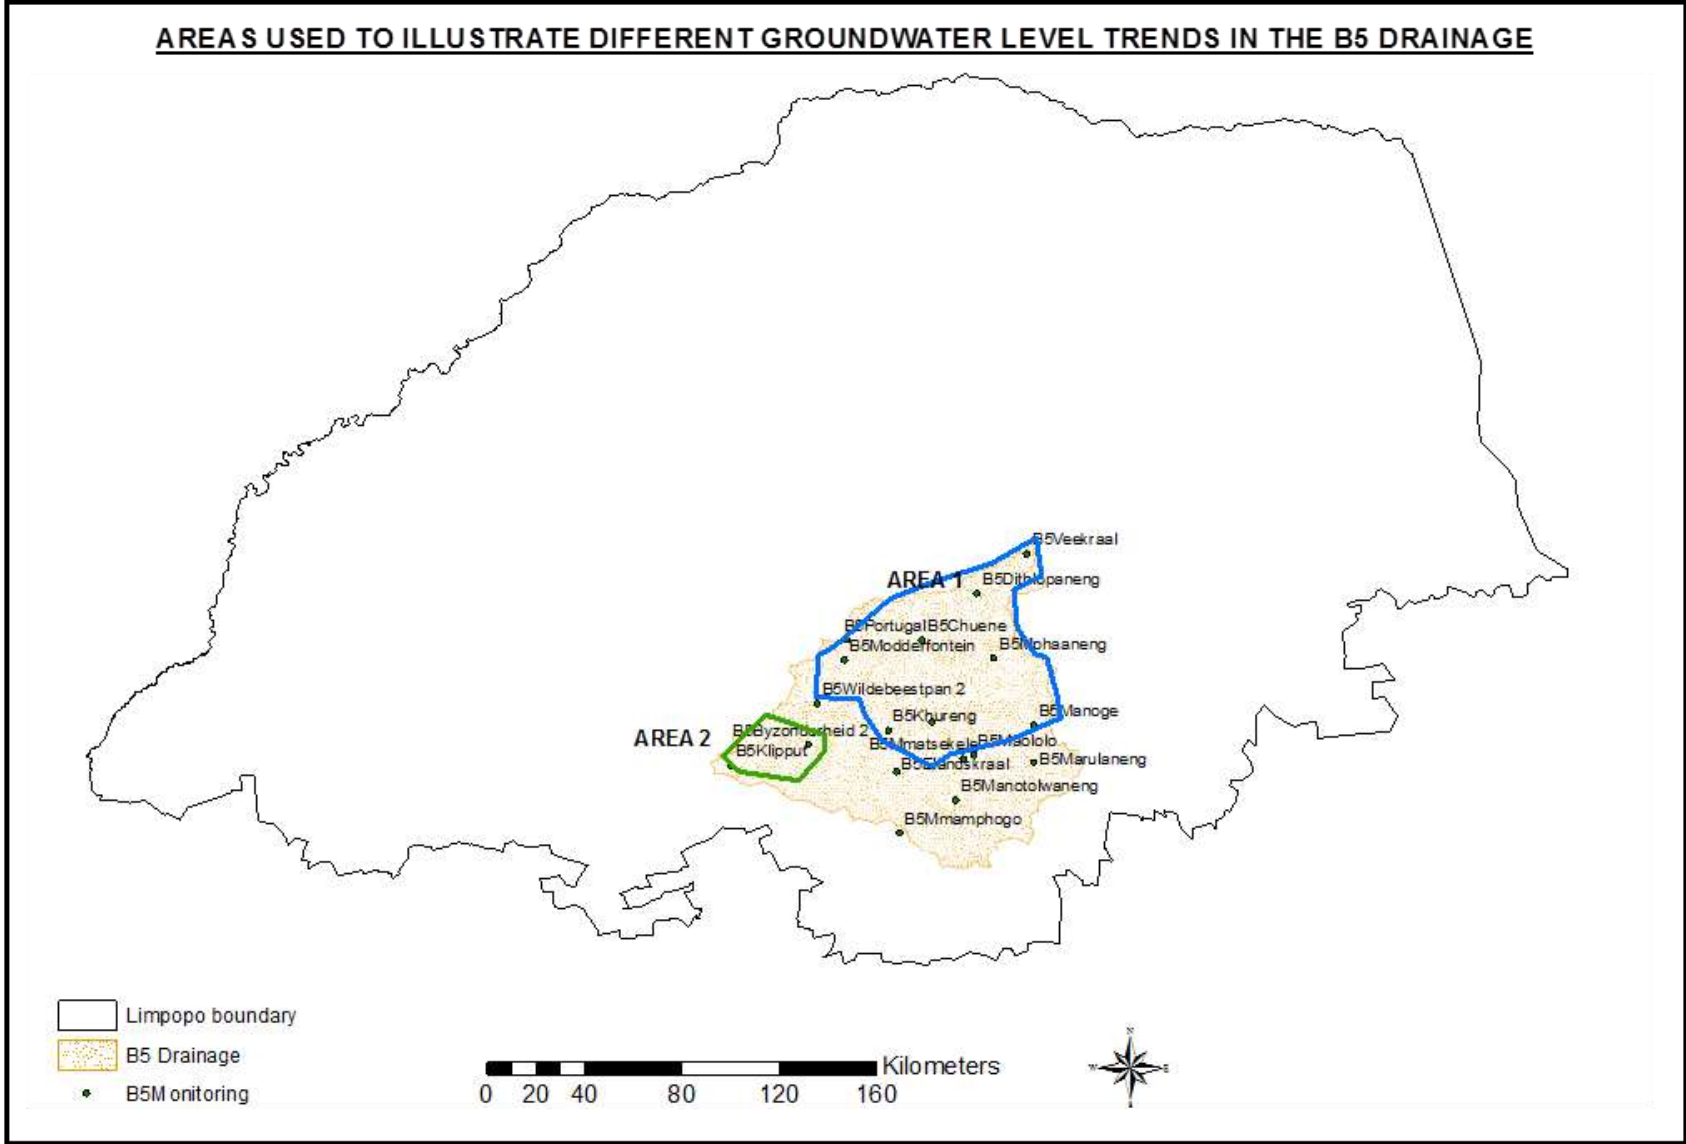 AREAS USED TO ILLUSTRATE DIFFERENT GROUNDWATER LEVEL TRENDS IN THE B5 DRAINAGE
B5Veekraal
AREA 1
B5Dithlopaneng
B5Portugal
B5Chuene
B5Modderfontein
B5Mphaaneng
B5Wildebeestpan 2
B5Khureng
B5Manoge
AREA 2
B5Byzonderheid 2
B5Mmatsekele
B5Maololo
B5Klipput
B5Elandskraal
B5Marulaneng
B5Manotolwaneng
B5Mmamphogo
Limpopo boundary
B5 Drainage
B5Monitoring
Kilometers
0 20 40 80 120 160
N
W
E
S